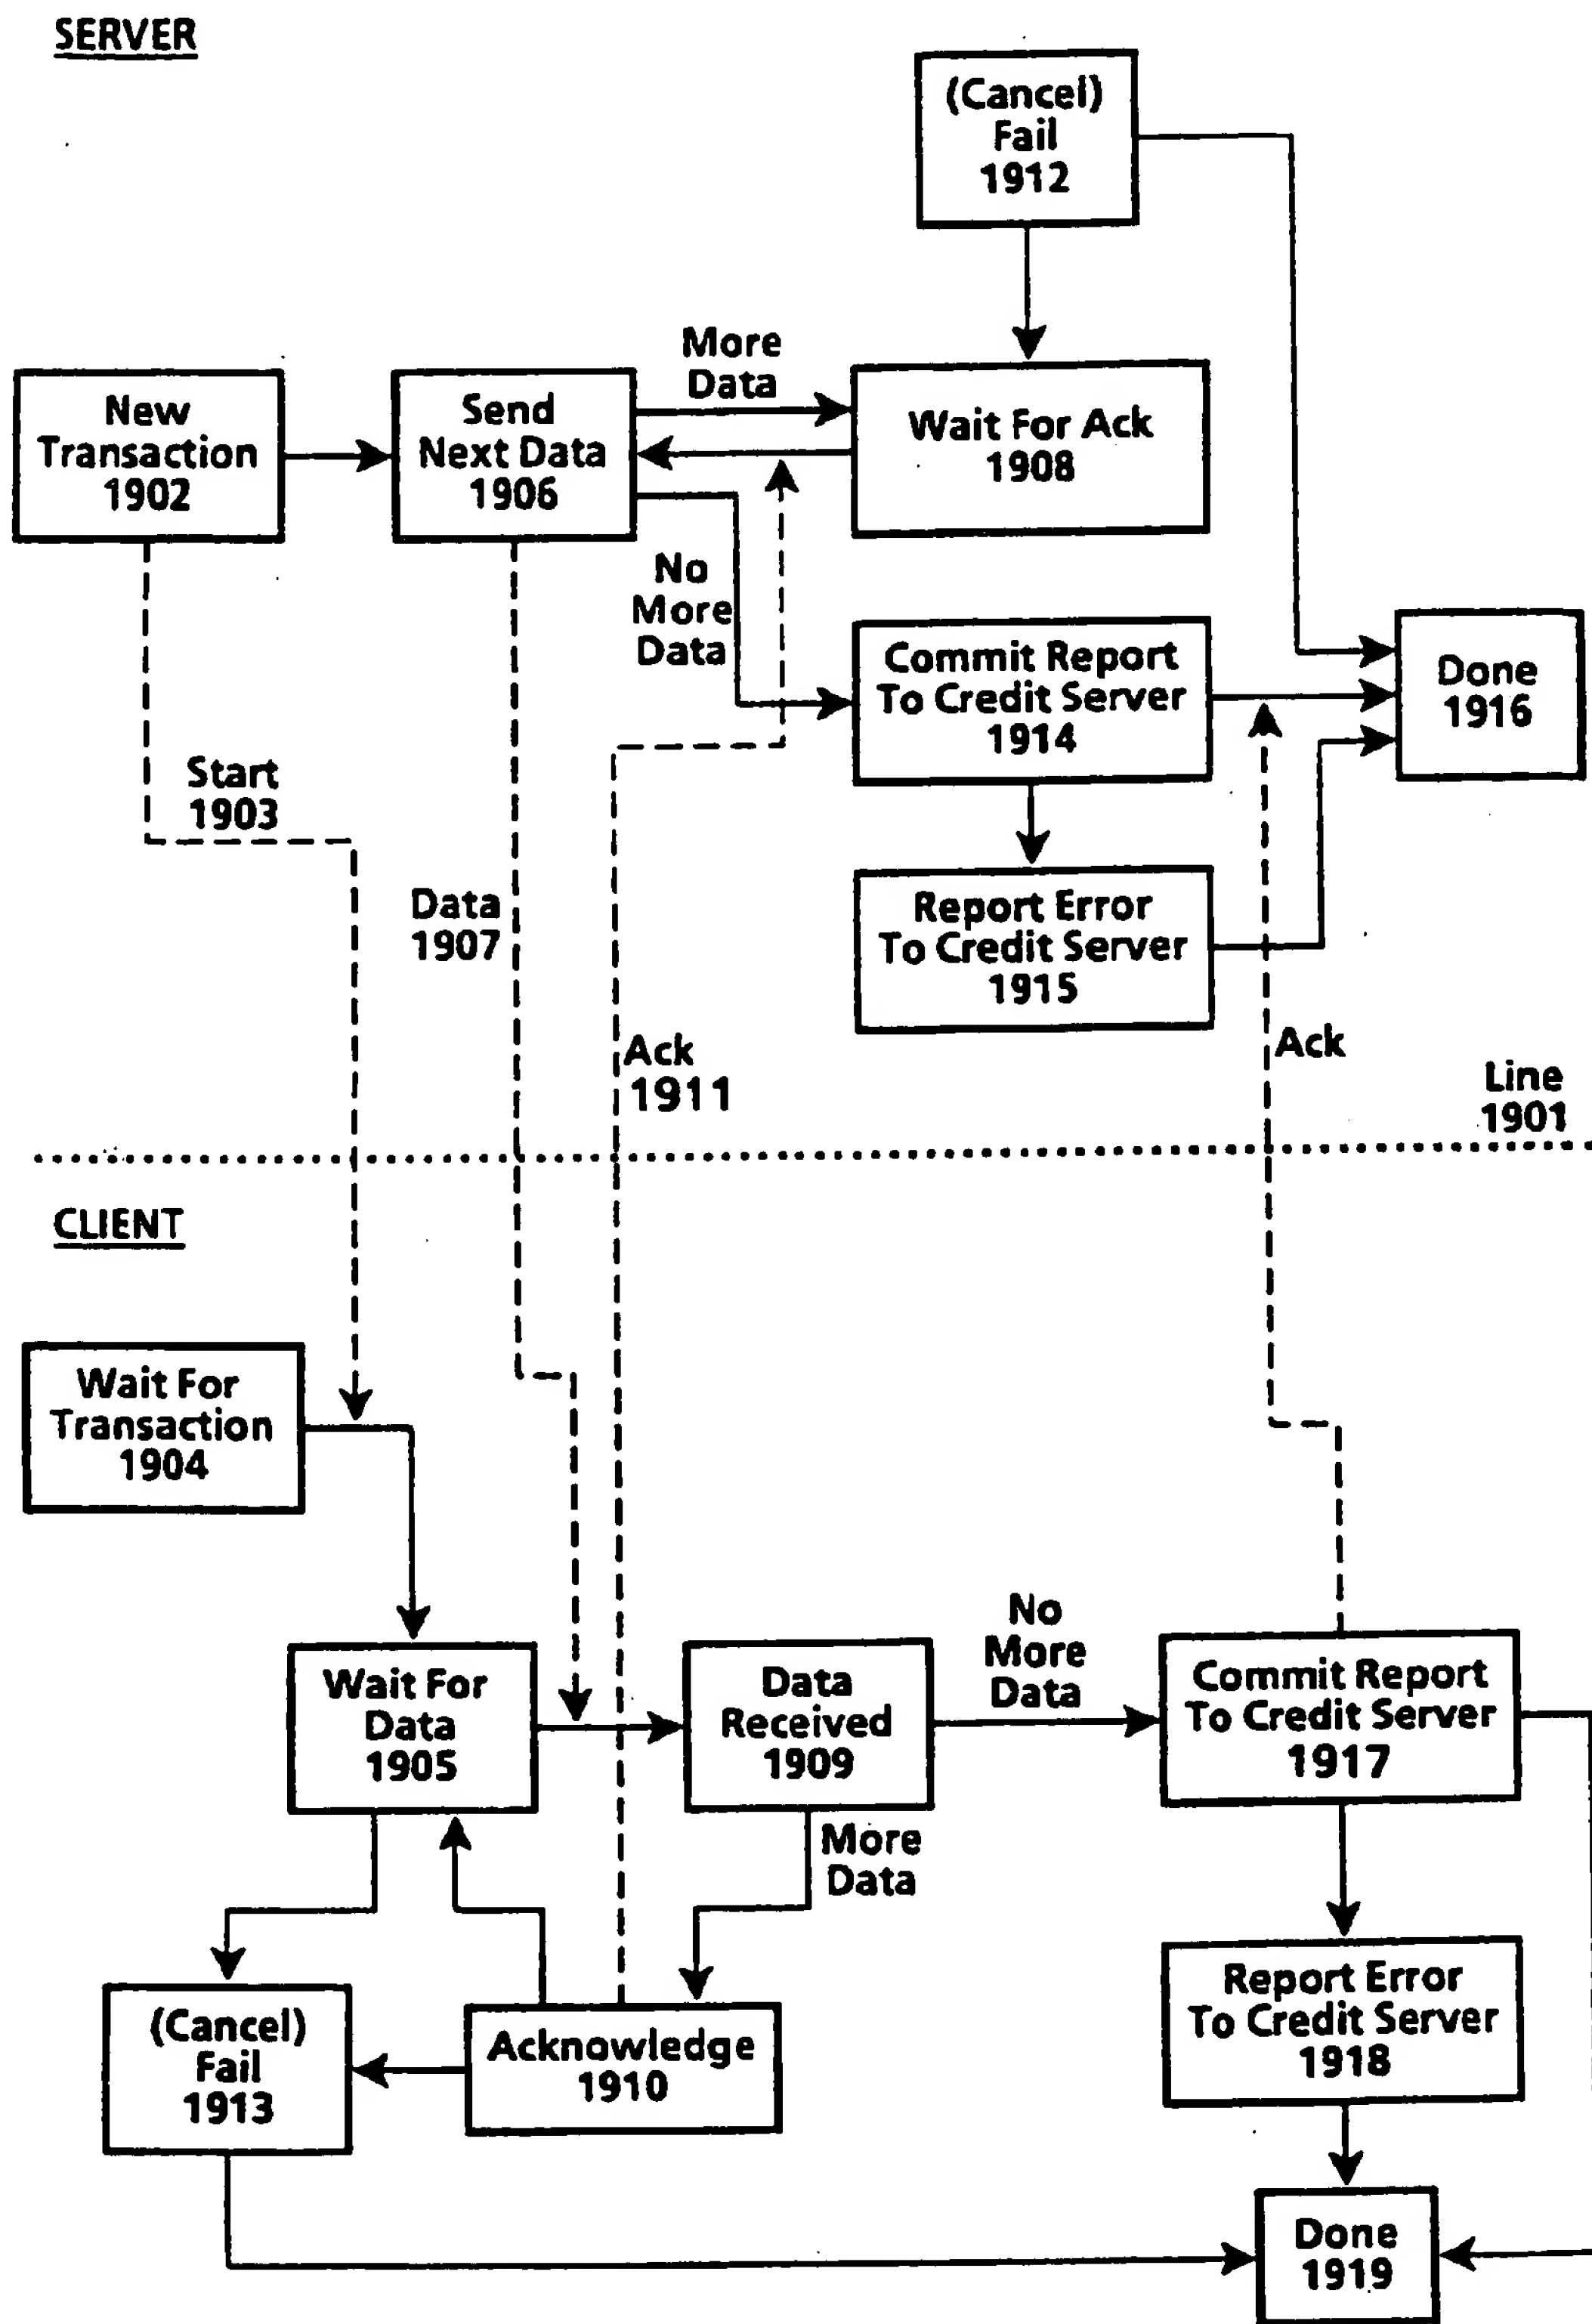 SERVER
(Cancel)
Fail
1912
More
Data
New
Transaction
1902
Send
Next Data
1906
Wait For Ack
1908
No
More
Data
Commit Report
To Credit Server
1914
Done
1916
Start
1903
Data
1907
Report Error
To Credit Server
1915
Ack
1911
Ack
Line
1901
CLIENT
Wait For
Transaction
1904
No
More
Data
Wait For
Data
1905
Data
Received
1909
Commit Report
To Credit Server
1917
More
Data
(Cancel)
Fail
1913
Acknowledge
1910
Report Error
To Credit Server
1918
Done
1919